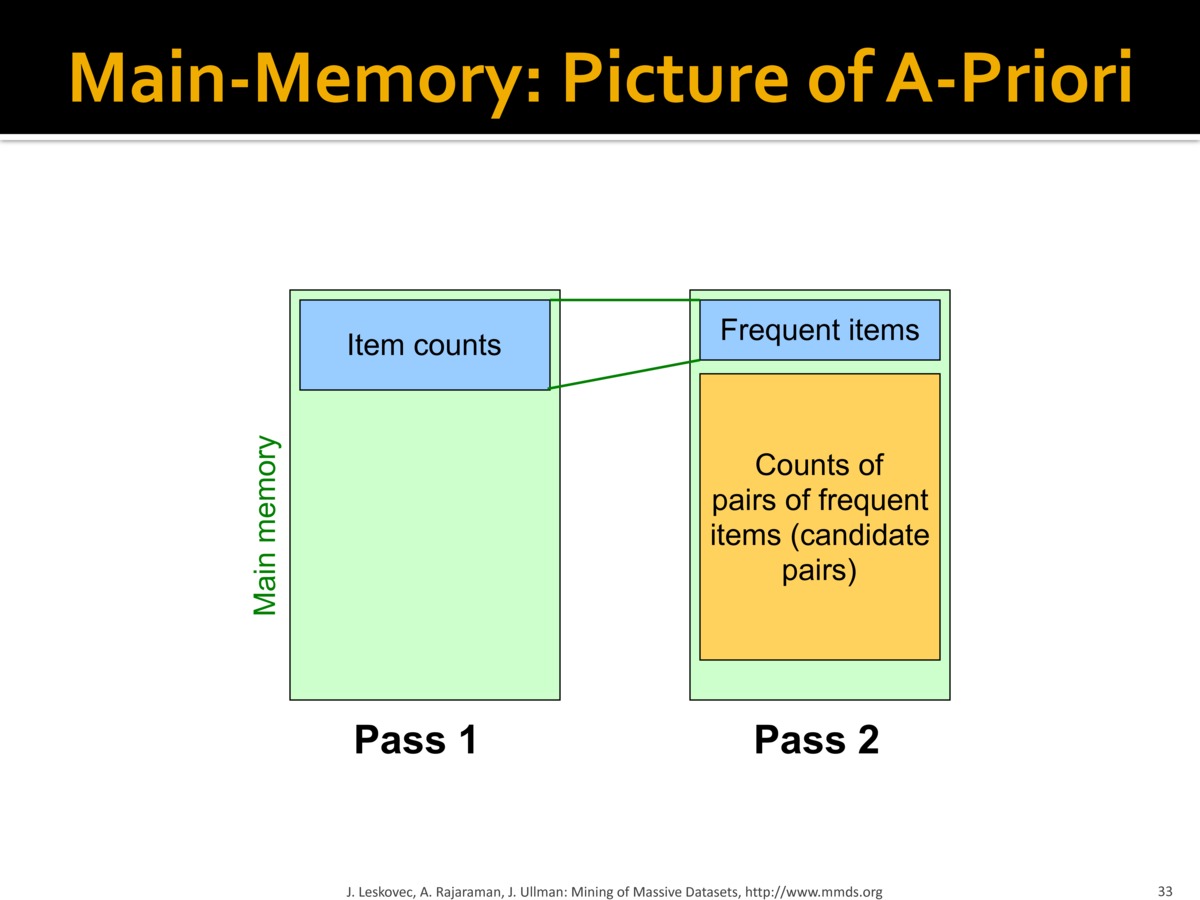 Main-Memory: Picture of A-Priori
Item counts
Frequent items
Counts of
pairs of frequent
items (candidate
pairs)
Main memory
Pass 1
Pass 2
J. Leskovec, A. Rajaraman, J. Ullman: Mining of Massive Datasets, http://www.mmds.org
33